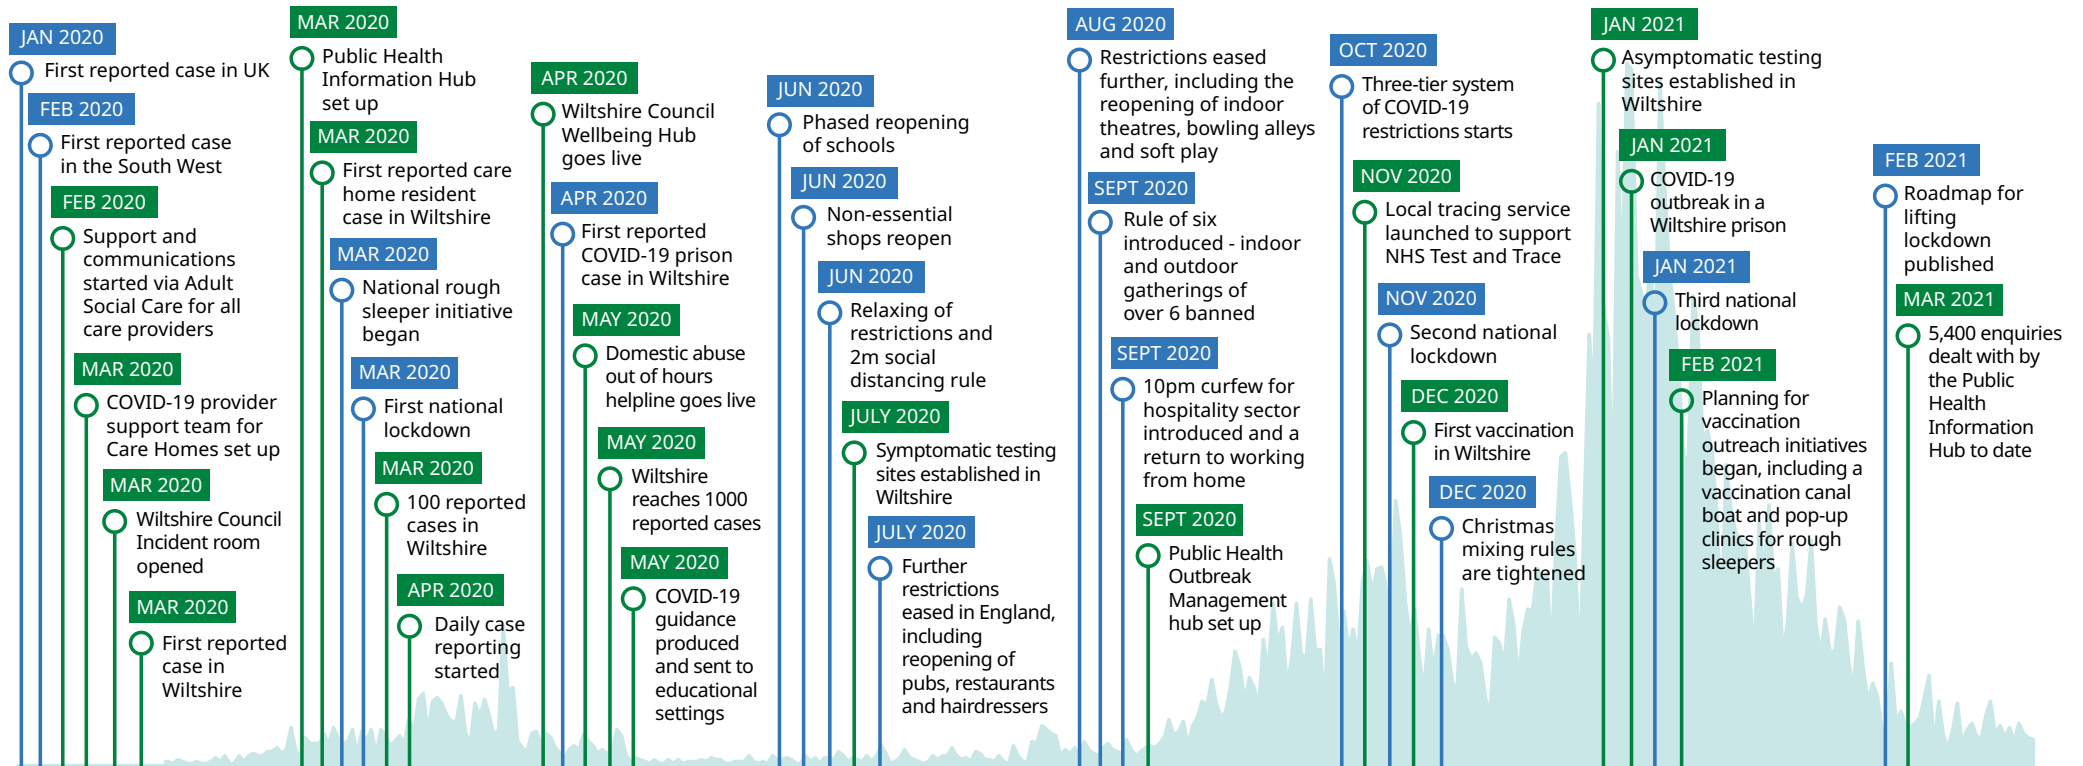 JAN 2020
First reported case in UK
FEB 2020
First reported case
in the South West
FEB 2020
Support and
communications
started via Adult
Social Care for all
care providers
MAR 2020
COVID-19 provider
support team for
Care Homes set up
MAR 2020
Wiltshire Council
Incident room
opened
MAR 2020
First reported
case in
Wiltshire
MAR 2020
Public Health
Information Hub
set up
MAR 2020
First reported care
home resident
case in Wiltshire
MAR 2020
National rough
sleeper initiative
began
MAR 2020
First national
lockdown
MAR 2020
100 reported
cases in
Wiltshire
APR 2020
Daily case
reporting
started
APR 2020
Wiltshire Council
Wellbeing Hub
goes live
APR 2020
First reported
COVID-19 prison
case in Wiltshire
MAY 2020
Domestic abuse
out of hours
helpline goes live
MAY 2020
Wiltshire
reaches 1000
reported cases
MAY 2020
COVID-19
guidance
produced
and sent to
educational
settings
JUN 2020
Phased reopening
of schools
JUN 2020
Non-essential
shops reopen
JUN 2020
Relaxing of
restrictions and
2m social
distancing rule
JULY 2020
Symptomatic testing
sites established in
Wiltshire
JULY 2020
Further
restrictions
eased in England,
including
reopening of
pubs, restaurants
and hairdressers
AUG 2020
Restrictions eased
further, including the
reopening of indoor
theatres, bowling alleys
and soft play
SEPT 2020
Rule of six
introduced - indoor
and outdoor
gatherings of
over 6 banned
SEPT 2020
10pm curfew for
hospitality sector
introduced and a
return to working
from home
SEPT 2020
Public Health
Outbreak
Management
hub set up
OCT 2020
Three-tier system
of COVID-19
restrictions starts
NOV 2020
Local tracing service
launched to support
NHS Test and Trace
NOV 2020
Second national
lockdown
DEC 2020
First vaccination
in Wiltshire
DEC 2020
Christmas
mixing rules
are tightened
JAN 2021
Asymptomatic testing
sites established in
Wiltshire
JAN 2021
COVID-19
outbreak in a
Wiltshire prison
JAN 2021
Third national
lockdown
FEB 2021
Planning for
vaccination
outreach initiatives
began, including a
vaccination canal
boat and pop-up
clinics for rough
sleepers
FEB 2021
Roadmap for
lifting
lockdown
published
MAR 2021
5,400 enquiries
dealt with by
the Public
Health
Information
Hub to date